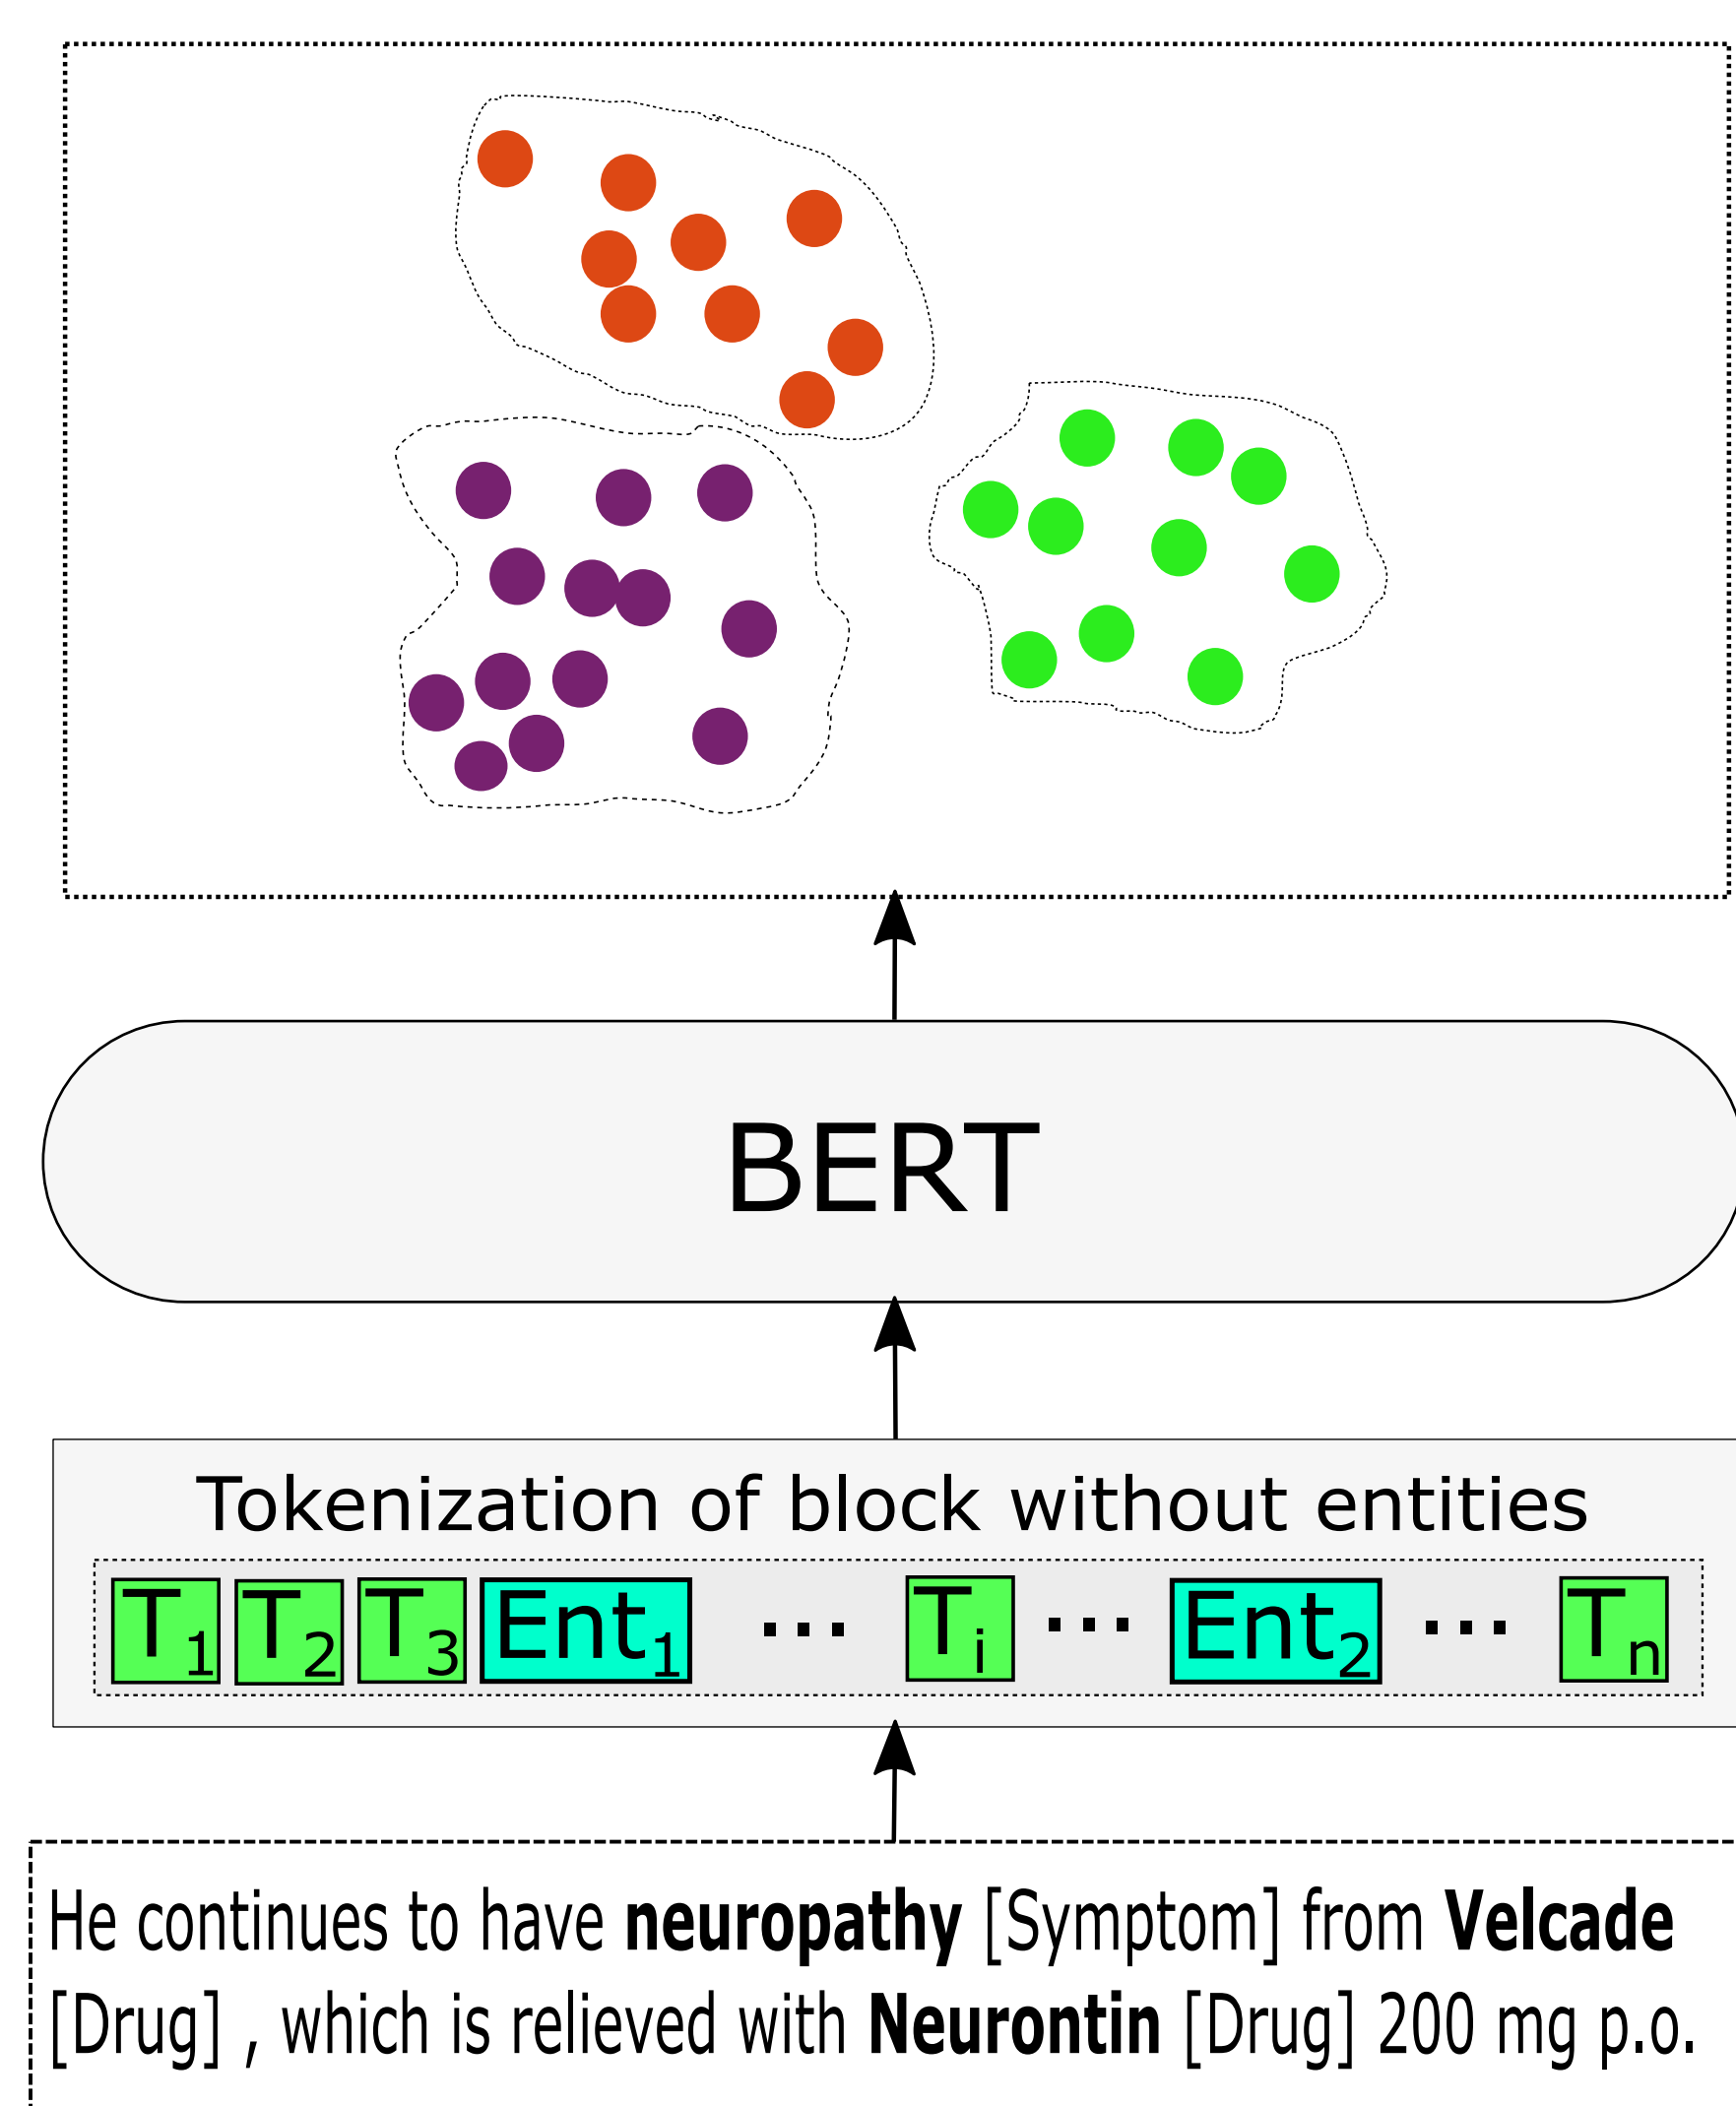 BERT
Tokenization of block without entities
T1 T2 T3 Ent1 ... Ti ... Ent2 ... Tn
He continues to have neuropathy [Symptom] from Velcade
[Drug] , which is relieved with Neurontin [Drug] 200 mg p.o.